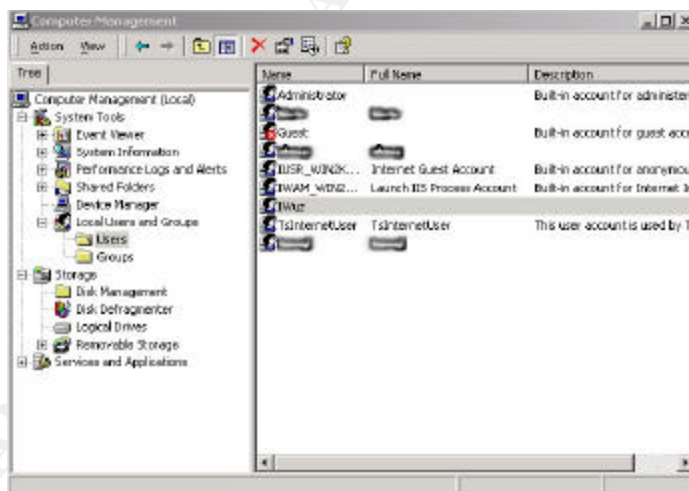 Computer Management
Action View
Tree
Computer Management (Local)
System Tools
Event Viewer
System Information
Performance Logs and Alerts
Shared Folders
Device Manager
Local Users and Groups
Users
Groups
Storage
Disk Management
Disk Defragmenter
Logical Drives
Removable Storage
Services and Applications
Name Full Name Description
Administrator Built-in account for administer
Guest Built-in account for guest acce
IUSR_WIN2K... Internet Guest Account Built-in account for anonymou
IWAM_WIN2... Launch IIS Process Account Built-in account for Internet I
TsInternetUser TsInternetUser This user account is used by T